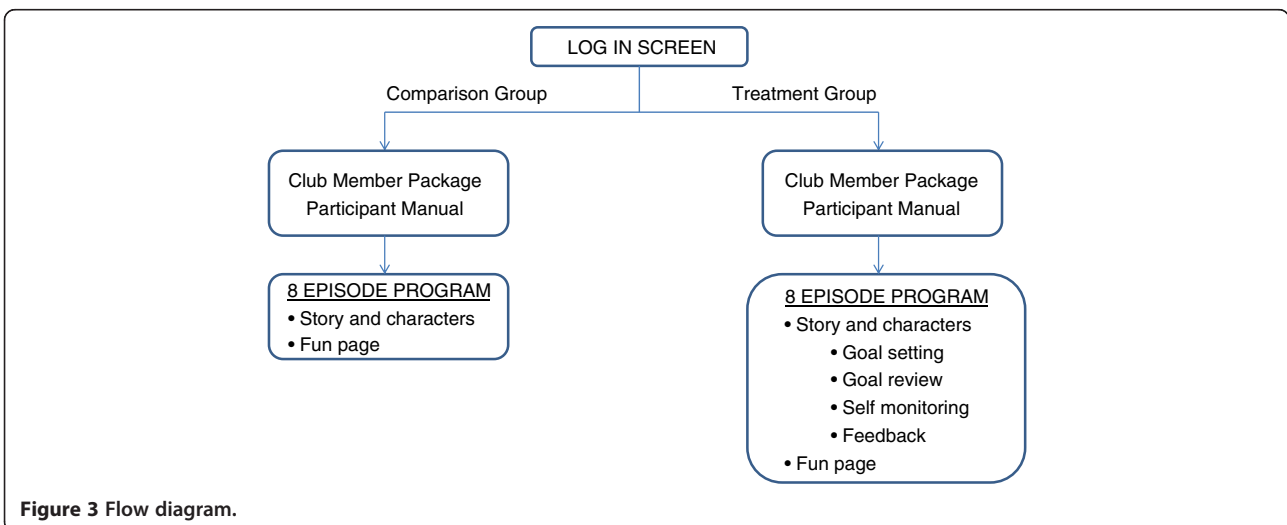 LOG IN SCREEN
Comparison Group
Treatment Group
Club Member Package
Participant Manual
Club Member Package
Participant Manual
8 EPISODE PROGRAM
• Story and characters
• Fun page
8 EPISODE PROGRAM
• Story and characters
• Goal setting
• Goal review
• Self monitoring
• Feedback
• Fun page
Figure 3 Flow diagram.